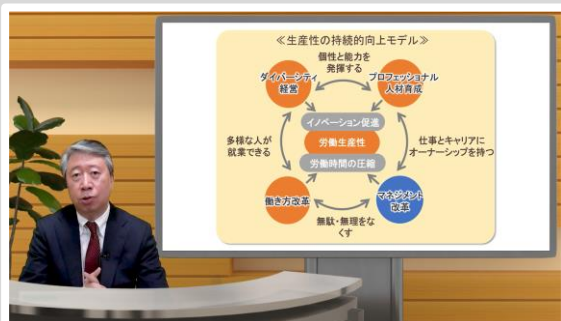 ≪生産性の持続的向上モデル≫
個性と能力を
発揮する
ダイバーシティ
経営
プロフェッショナル
人材育成
イノベーション促進
労働生産性
労働時間の圧縮
多様な人が
就業できる
仕事とキャリアに
オーナーシップを持つ
働き方改革
マネジメント
改革
無駄・無理をな
くす